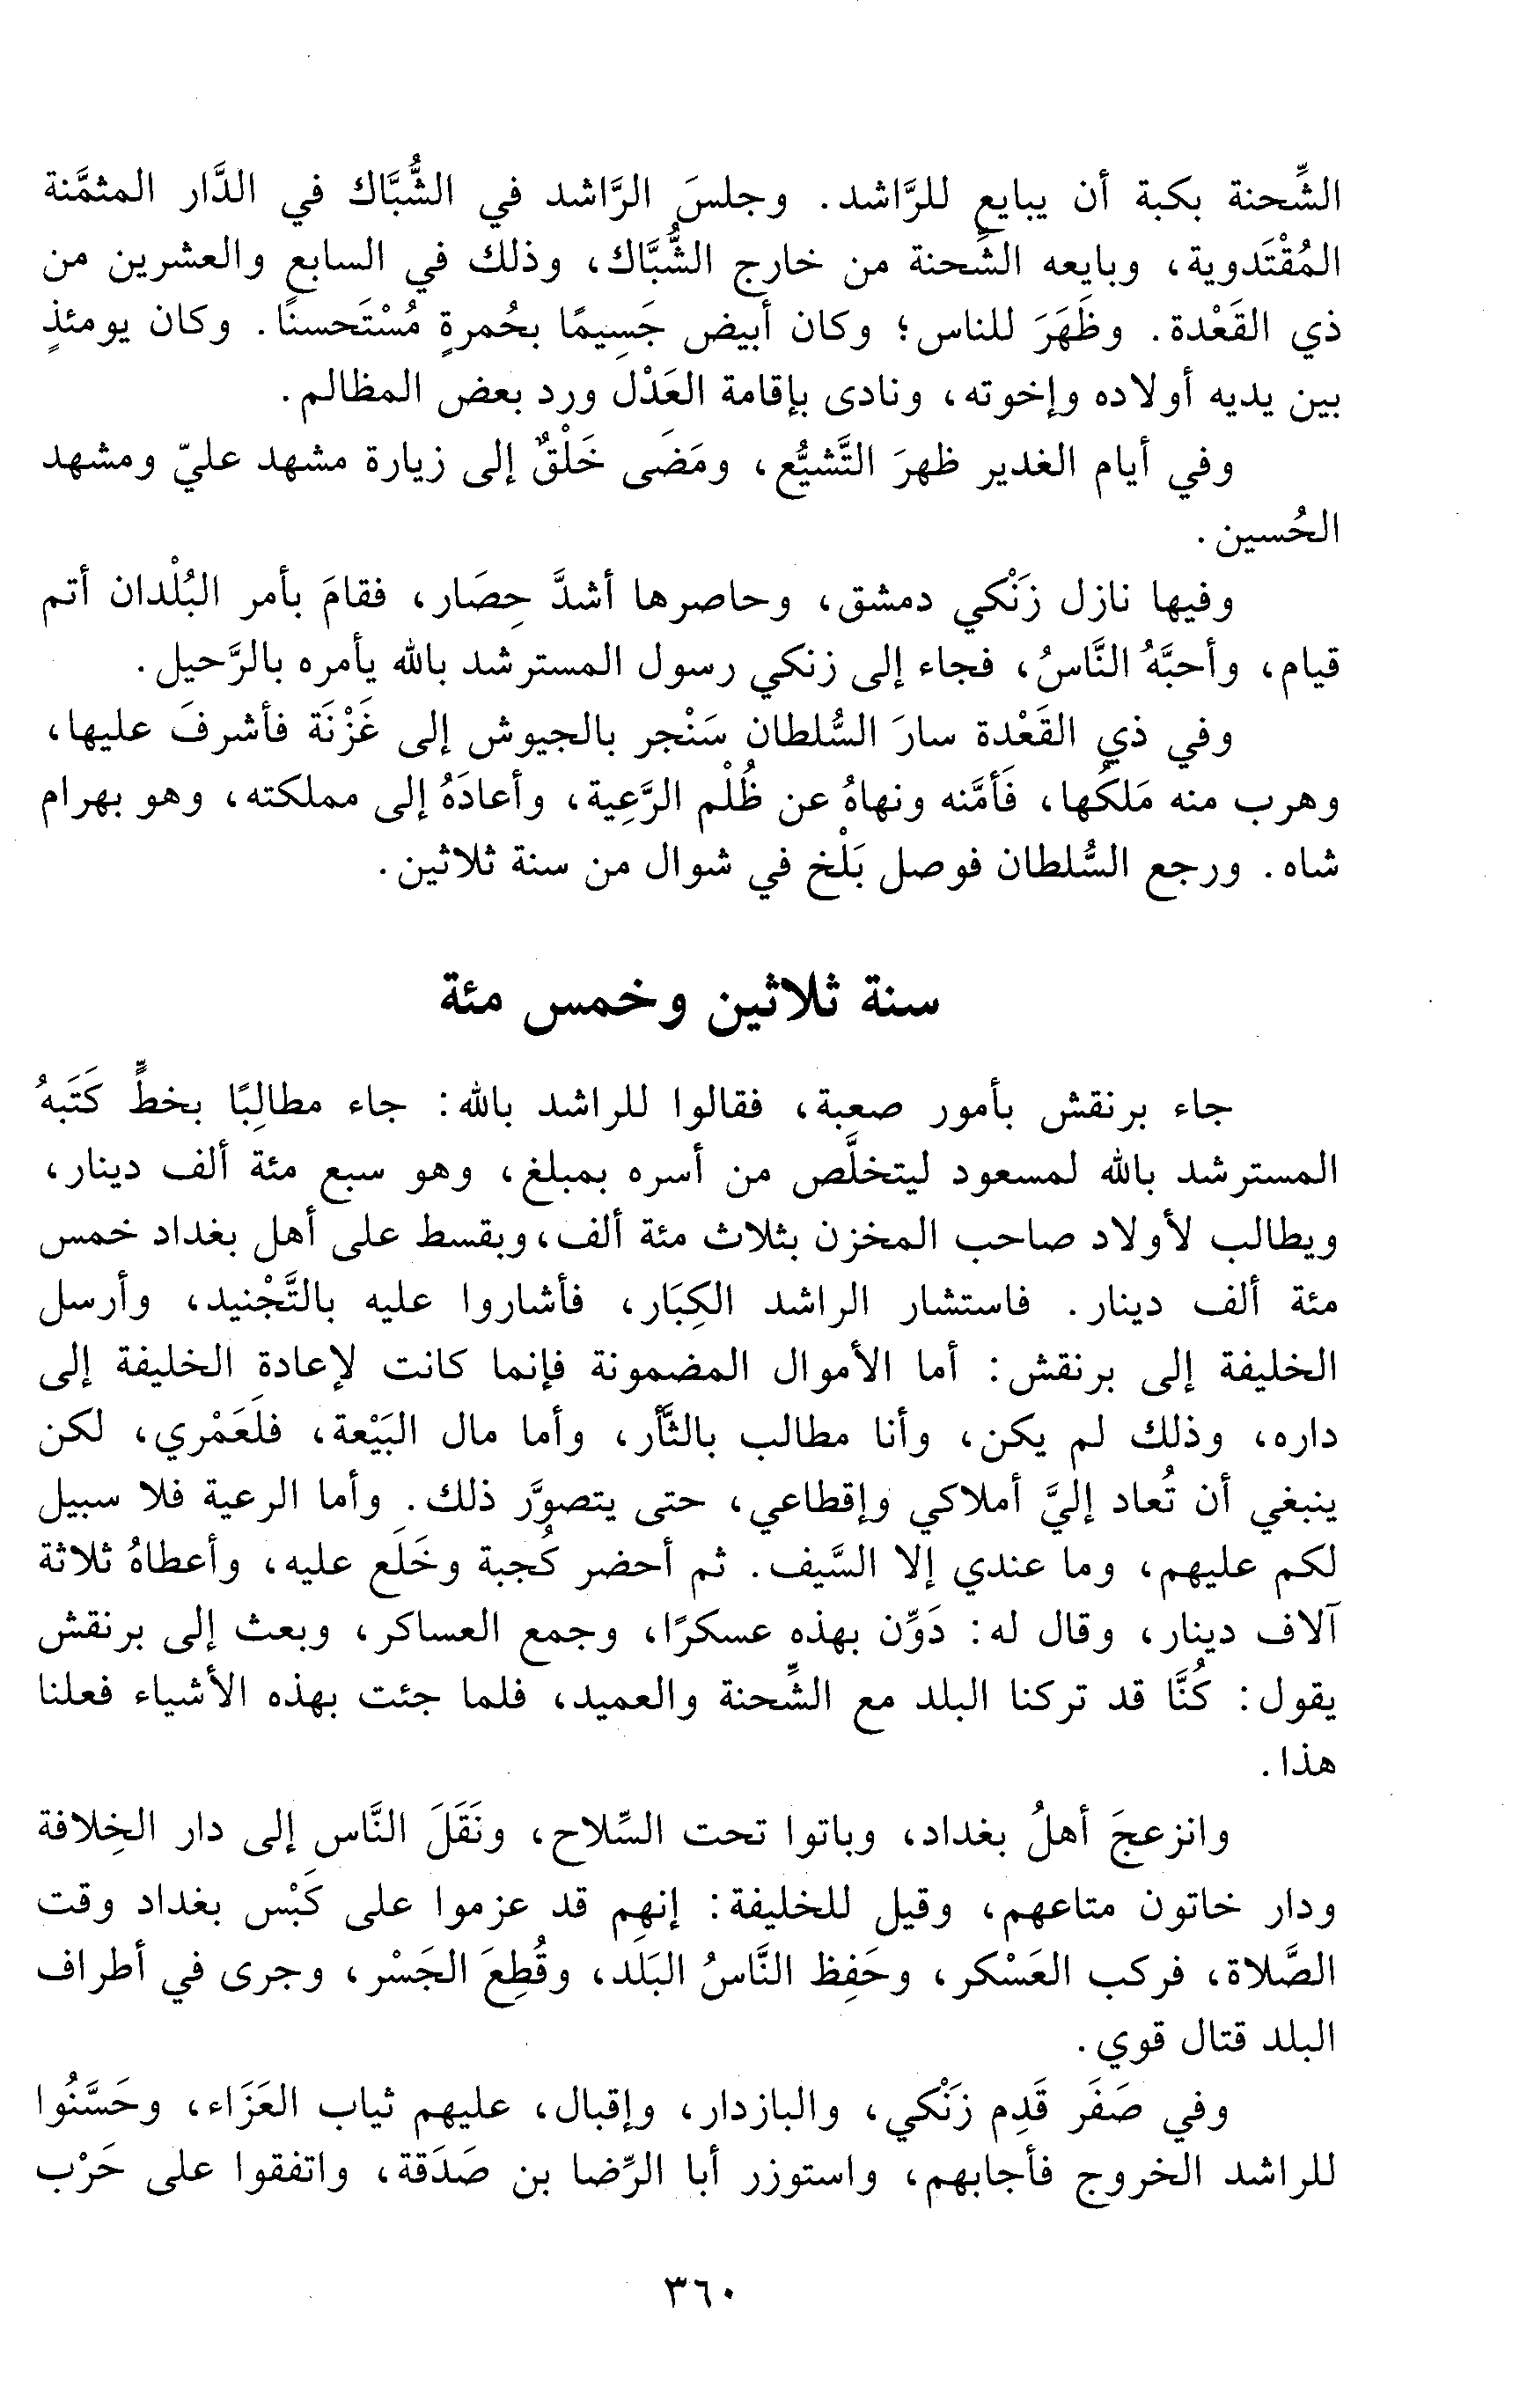 الشِّحنة بكبة أن يبايع للرَّاشد. وجلسَ الرَّاشد في الشُّبَّاك في الدَّار المثمَّنة
المُقْتَدوية، وبايعه الشِّحنة من خارج الشُّبَّاك، وذلك في السابع والعشرين من
ذي القَعْدة. وظَهَرَ للناس؛ وكان أبيض جَسِيمًا بحُمرةٍ مُسْتَحسنًا. وكان يومئذٍ
بين يديه أولاده وإخوته، ونادى بإقامة العَدْل ورد بعض المظالم.
وفي أيام الغدير ظهرَ التَّشيُّع، ومَضَى خَلْقٌ إلى زيارة مشهد عليّ ومشهد
الحُسين.
وفيها نازل زَنْكي دمشق، وحاصرها أشدَّ حِصَار، فقامَ بأمر البُلْدان أتم
قيام، وأحبَّهُ النَّاسُ، فجاء إلى زنكي رسول المسترشد بالله يأمره بالرَّحيل.
وفي ذي القَعْدة سارَ السُّلطان سَنْجر بالجيوش إلى غَزْنَة فأشرفَ عليها،
وهرب منه مَلكُها، فَأمَّنه ونهاهُ عن ظُلْم الرَّعِية، وأعادَهُ إلى مملكته، وهو بهرام
شاه. ورجع السُّلطان فوصل بَلْخ في شوال من سنة ثلاثين.
سنة ثلاثين وخمس مئة
جاء برنقش بأمور صعبة، فقالوا للراشد بالله: جاء مطالِبًا بخطٍّ كَتَبهُ
المسترشد بالله لمسعود ليتخلَّص من أسره بمبلغ، وهو سبع مئة ألف دينار،
ويطالب لأولاد صاحب المخزن بثلاث مئة ألف، وبقسط على أهل بغداد خمس
مئة ألف دينار. فاستشار الراشد الكِبَار، فأشاروا عليه بالتَّجْنيد، وأرسل
الخليفة إلى برنقش: أما الأموال المضمونة فإنما كانت لإعادة الخليفة إلى
داره، وذلك لم يكن، وأنا مطالب بالثَّأر، وأما مال البَيْعة، فلَعَمْري، لكن
ينبغي أن تُعاد إليَّ أملاكي وإقطاعي، حتى يتصوَّر ذلك. وأما الرعية فلا سبيل
لكم عليهم، وما عندي إلا السَّيف. ثم أحضر كُجبة وخَلَع عليه، وأعطاهُ ثلاثة
آلاف دينار، وقال له: دَوِّن بهذه عسكرًا، وجمع العساكر، وبعث إلى برنقش
يقول: كُنَّا قد تركنا البلد مع الشِّحنة والعميد، فلما جئت بهذه الأشياء فعلنا
هذا.
وانزعجَ أهلُ بغداد، وباتوا تحت السِّلاح، ونَقَلَ النَّاس إلى دار الخِلافة
ودار خاتون متاعهم، وقيل للخليفة: إنهم قد عزموا على كَبْس بغداد وقت
الصَّلاة، فركب العَسْكر، وحَفِظ النَّاسُ البَلَد، وقُطِعَ الجَسْر، وجرى في أطراف
البلد قتال قوي.
وفي صَفَر قَدِم زَنْكي، والبازدار، وإقبال، عليهم ثياب العَزَاء، وحَسَّنُوا
للراشد الخروج فأجابهم، واستوزر أبا الرِّضا بن صَدَقة، واتفقوا على حَرْب
٣٦٠